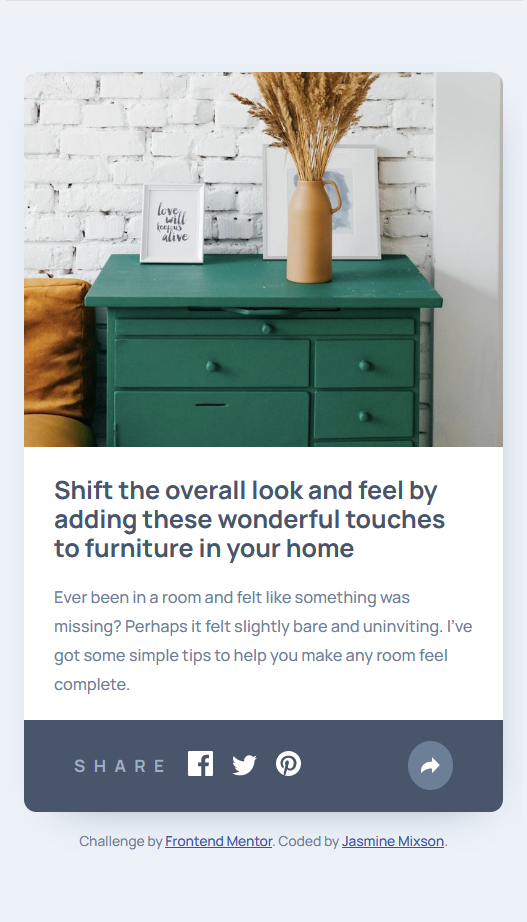 love
will
keep us
alive
Shift the overall look and feel by
adding these wonderful touches
to furniture in your home
Ever been in a room and felt like something was
missing? Perhaps it felt slightly bare and uninviting. I've
got some simple tips to help you make any room feel
complete.
SHARE
Challenge by Frontend Mentor. Coded by Jasmine Mixson.